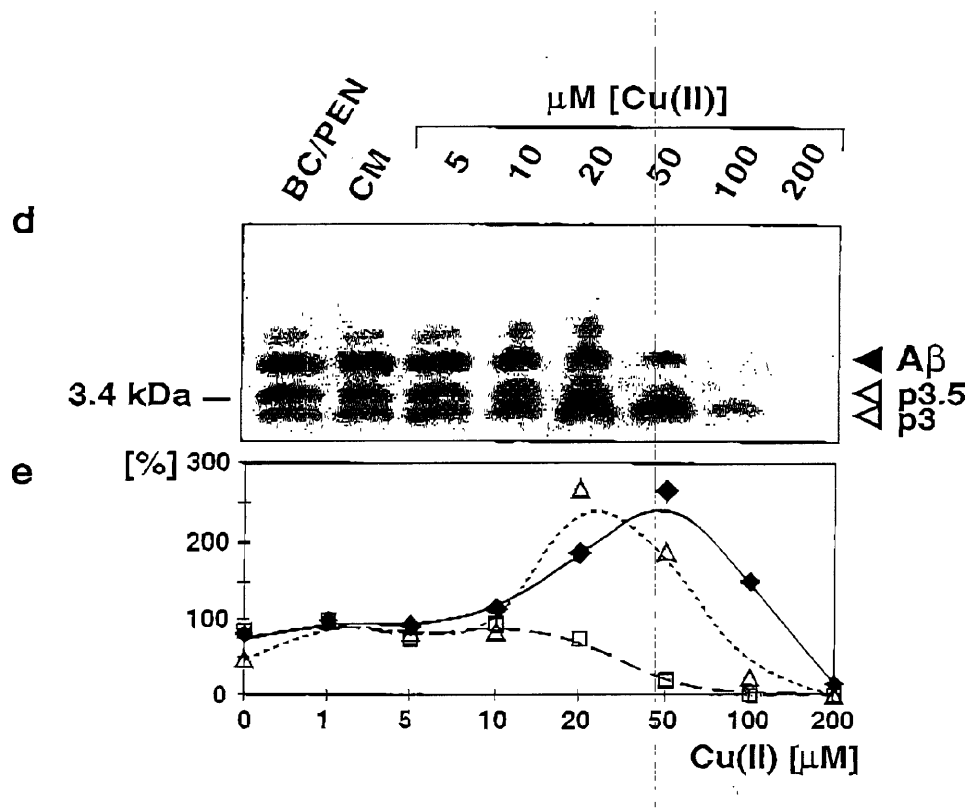 μM [Cu(II)]
BC/PEN CM 5 10 20 50 100 200
d
Aβ
3.4 kDa p3.5
p3
e [%] 300
200
100
0
0 1 5 10 20 50 100 200
Cu(II) [μM]